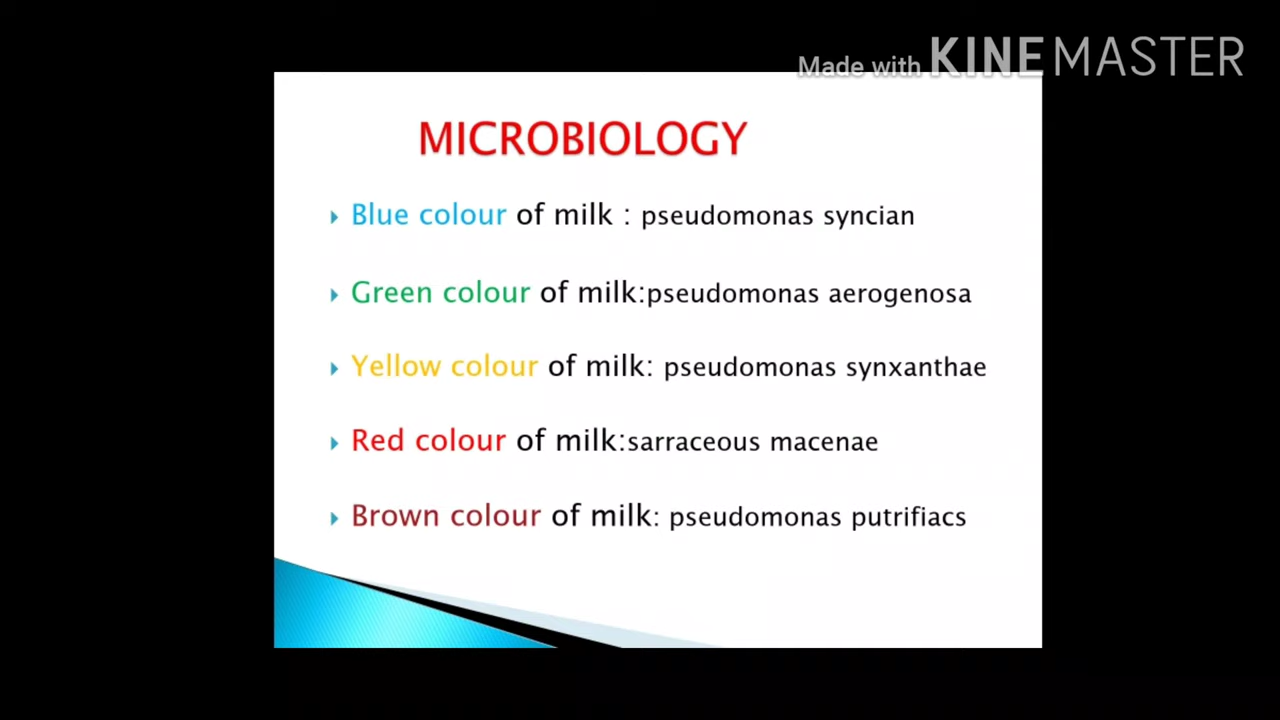 Made with KINEMASTER
MICROBIOLOGY
Blue colour of milk : pseudomonas syncian
Green colour of milk:pseudomonas aerogenosa
Yellow colour of milk: pseudomonas synxanthae
Red colour of milk:sarraceous macenae
Brown colour of milk: pseudomonas putrifiacs